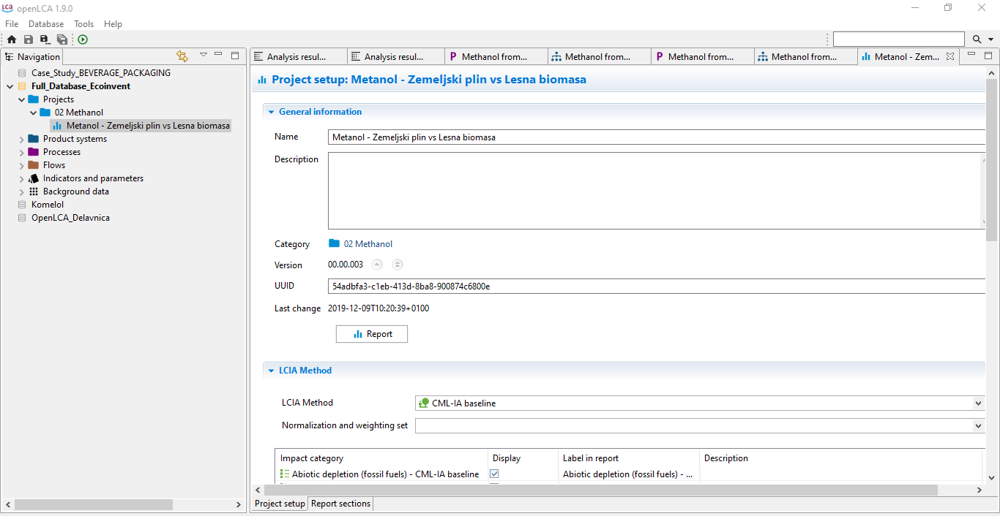 LCA openLCA 1.9.0
File Database Tools Help
Navigation
Case_Study_BEVERAGE_PACKAGING
Full_Database_Ecoinvent
Projects
02 Methanol
Metanol - Zemeljski plin vs Lesna biomasa
Product systems
Processes
Flows
Indicators and parameters
Background data
Komelol
OpenLCA_Delavnica
Analysis resul... Analysis resul... P Methanol from... Methanol from... P Methanol from... Methanol from... Metanol - Zem...
Project setup: Metanol - Zemeljski plin vs Lesna biomasa
General information
Name Metanol - Zemeljski plin vs Lesna biomasa
Description
Category 02 Methanol
Version 00.00.003
UUID 54adbfa3-c1eb-413d-8ba8-900874c6800e
Last change 2019-12-09T10:20:39+0100
Report
LCIA Method
LCIA Method CML-IA baseline
Normalization and weighting set
Impact category Display Label in report Description
Abiotic depletion (fossil fuels) - CML-IA baseline Abiotic depletion (fossil fuels) - ...
Project setup Report sections